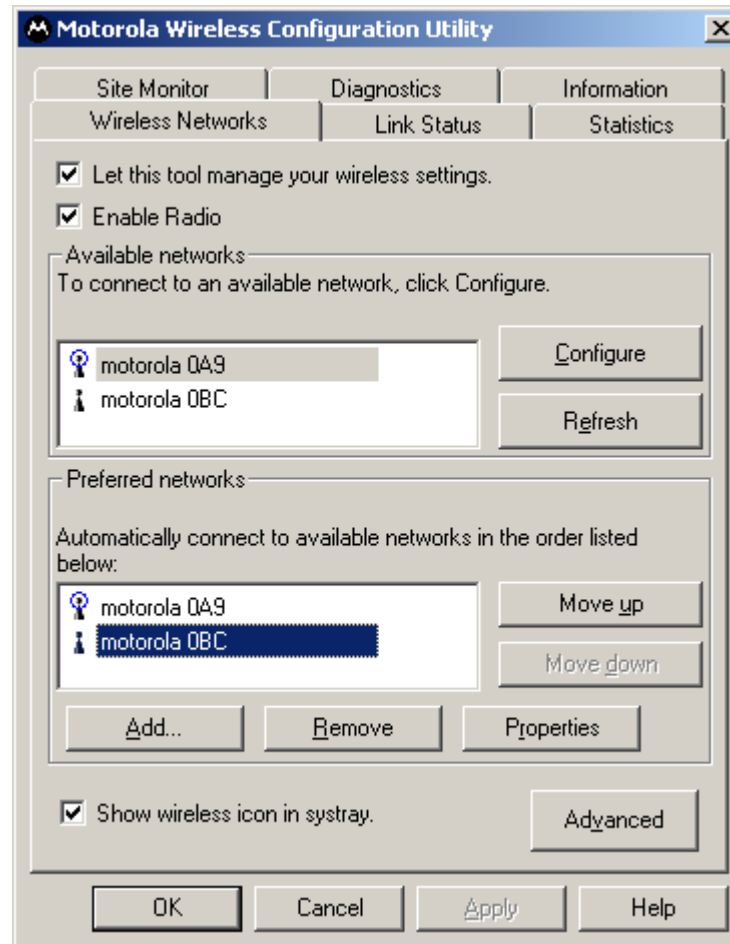 Motorola Wireless Configuration Utility
Site Monitor
Diagnostics
Information
Wireless Networks
Link Status
Statistics
Let this tool manage your wireless settings.
Enable Radio
Available networks
To connect to an available network, click Configure.
motorola 0A9
motorola 0BC
Configure
Refresh
Preferred networks
Automatically connect to available networks in the order listed
below:
motorola 0A9
motorola 0BC
Move up
Move down
Add...
Remove
Properties
Show wireless icon in systray.
Advanced
OK
Cancel
Apply
Help